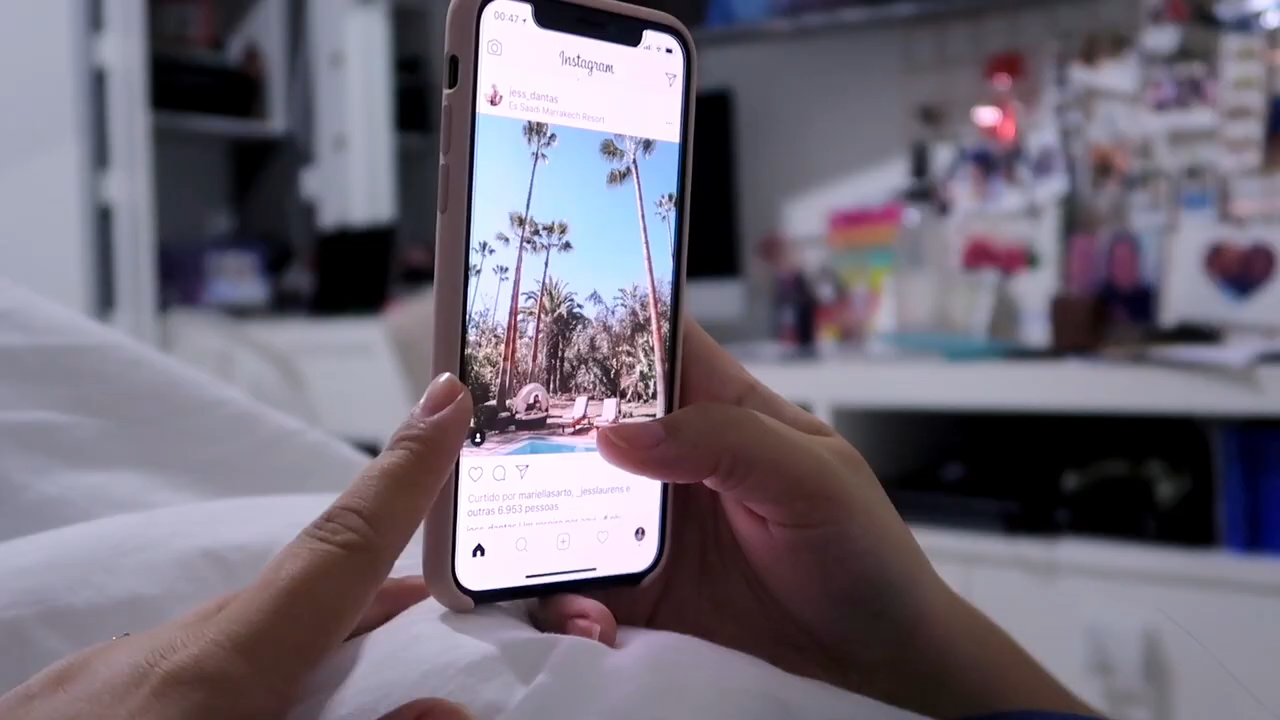 00:47
Instagram
jess_dantas
Es Saadi Marrakech Resort
Curtido por mariellasarto, _jesslaurens e
outras 6.953 pessoas